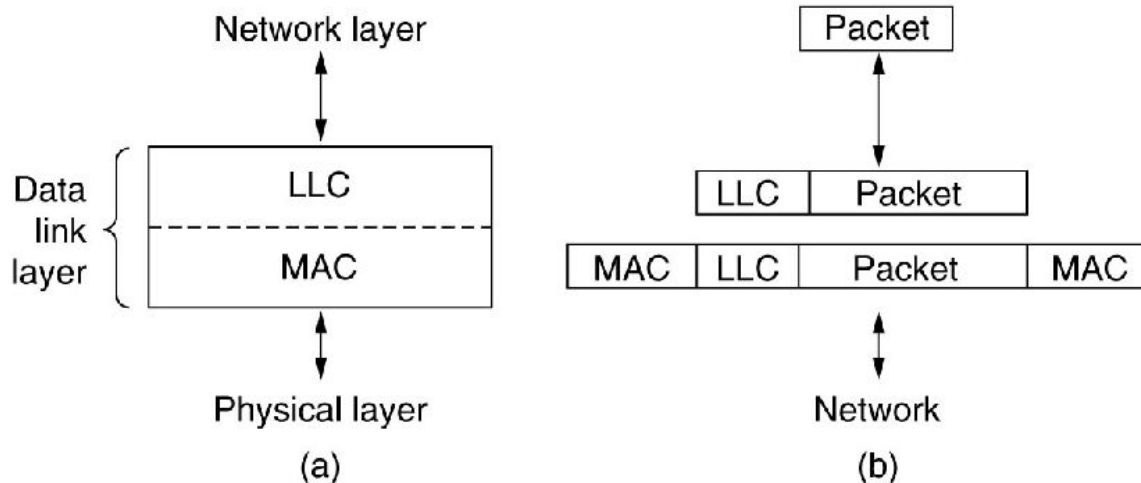 Network layer
Data
link
layer
LLC
MAC
Physical layer
(a)
Packet
LLC Packet
MAC LLC Packet MAC
Network
(b)